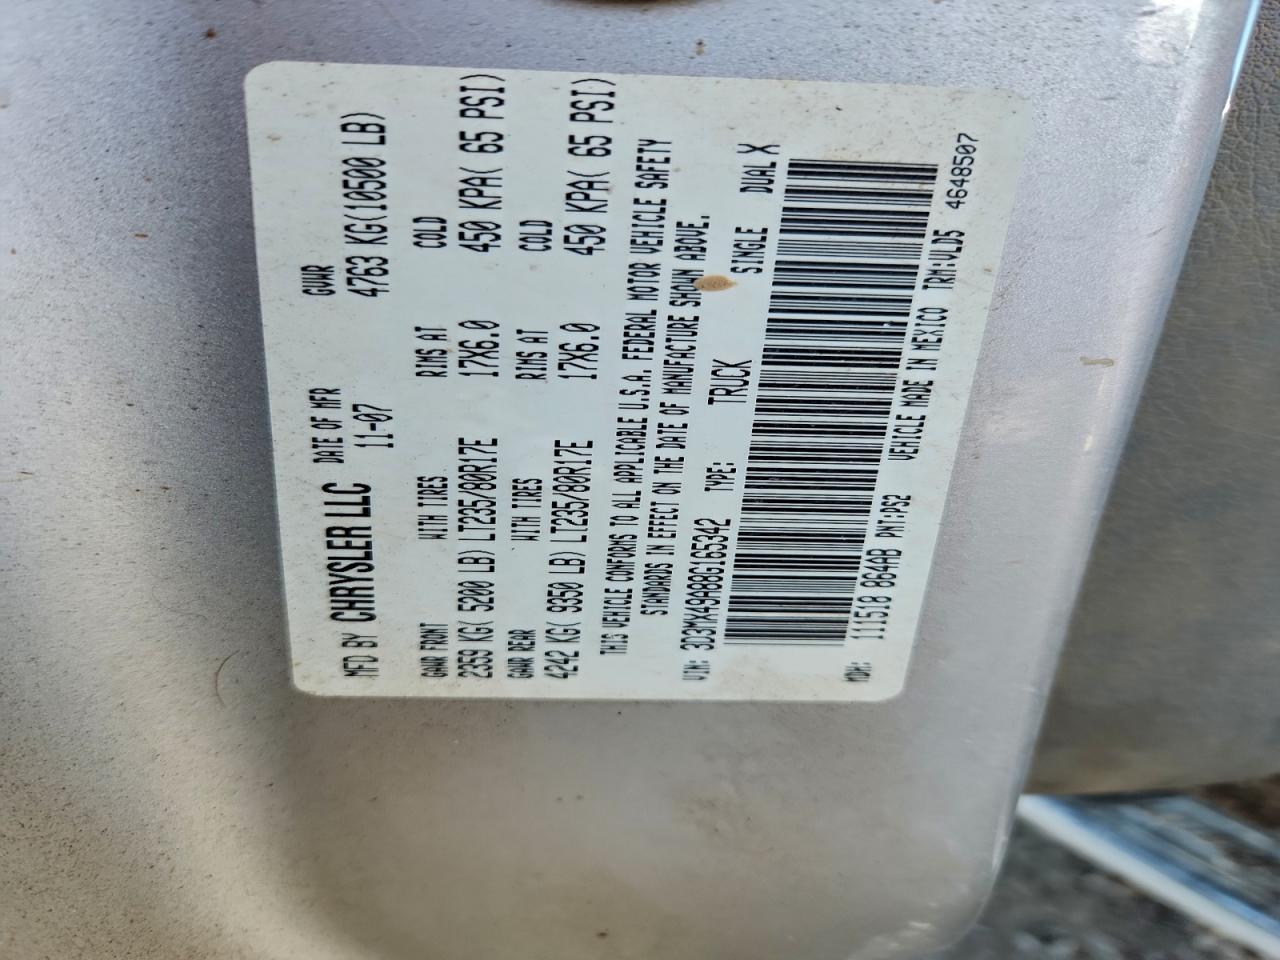 MFD BY CHRYSLER LLC DATE OF MFR 11-07 GVWR 4763 KG(10500 LB)
GAWR FRONT WITH TIRES RIMS AT COLD
2359 KG( 5200 LB) LT235/80R17E 17X6.0 450 KPA( 65 PSI)
GAWR REAR WITH TIRES RIMS AT COLD
4242 KG( 9350 LB) LT235/80R17E 17X6.0 450 KPA( 65 PSI)
THIS VEHICLE CONFORMS TO ALL APPLICABLE U.S.A. FEDERAL MOTOR VEHICLE SAFETY
STANDARDS IN EFFECT ON THE DATE OF MANUFACTURE SHOWN ABOVE.
VIN: 3D3MX49A88G165342 TYPE: TRUCK SINGLE DUAL X
MDH: 111510 864AB PNT:PS2 VEHICLE MADE IN MEXICO TRM:VLD5 4648507